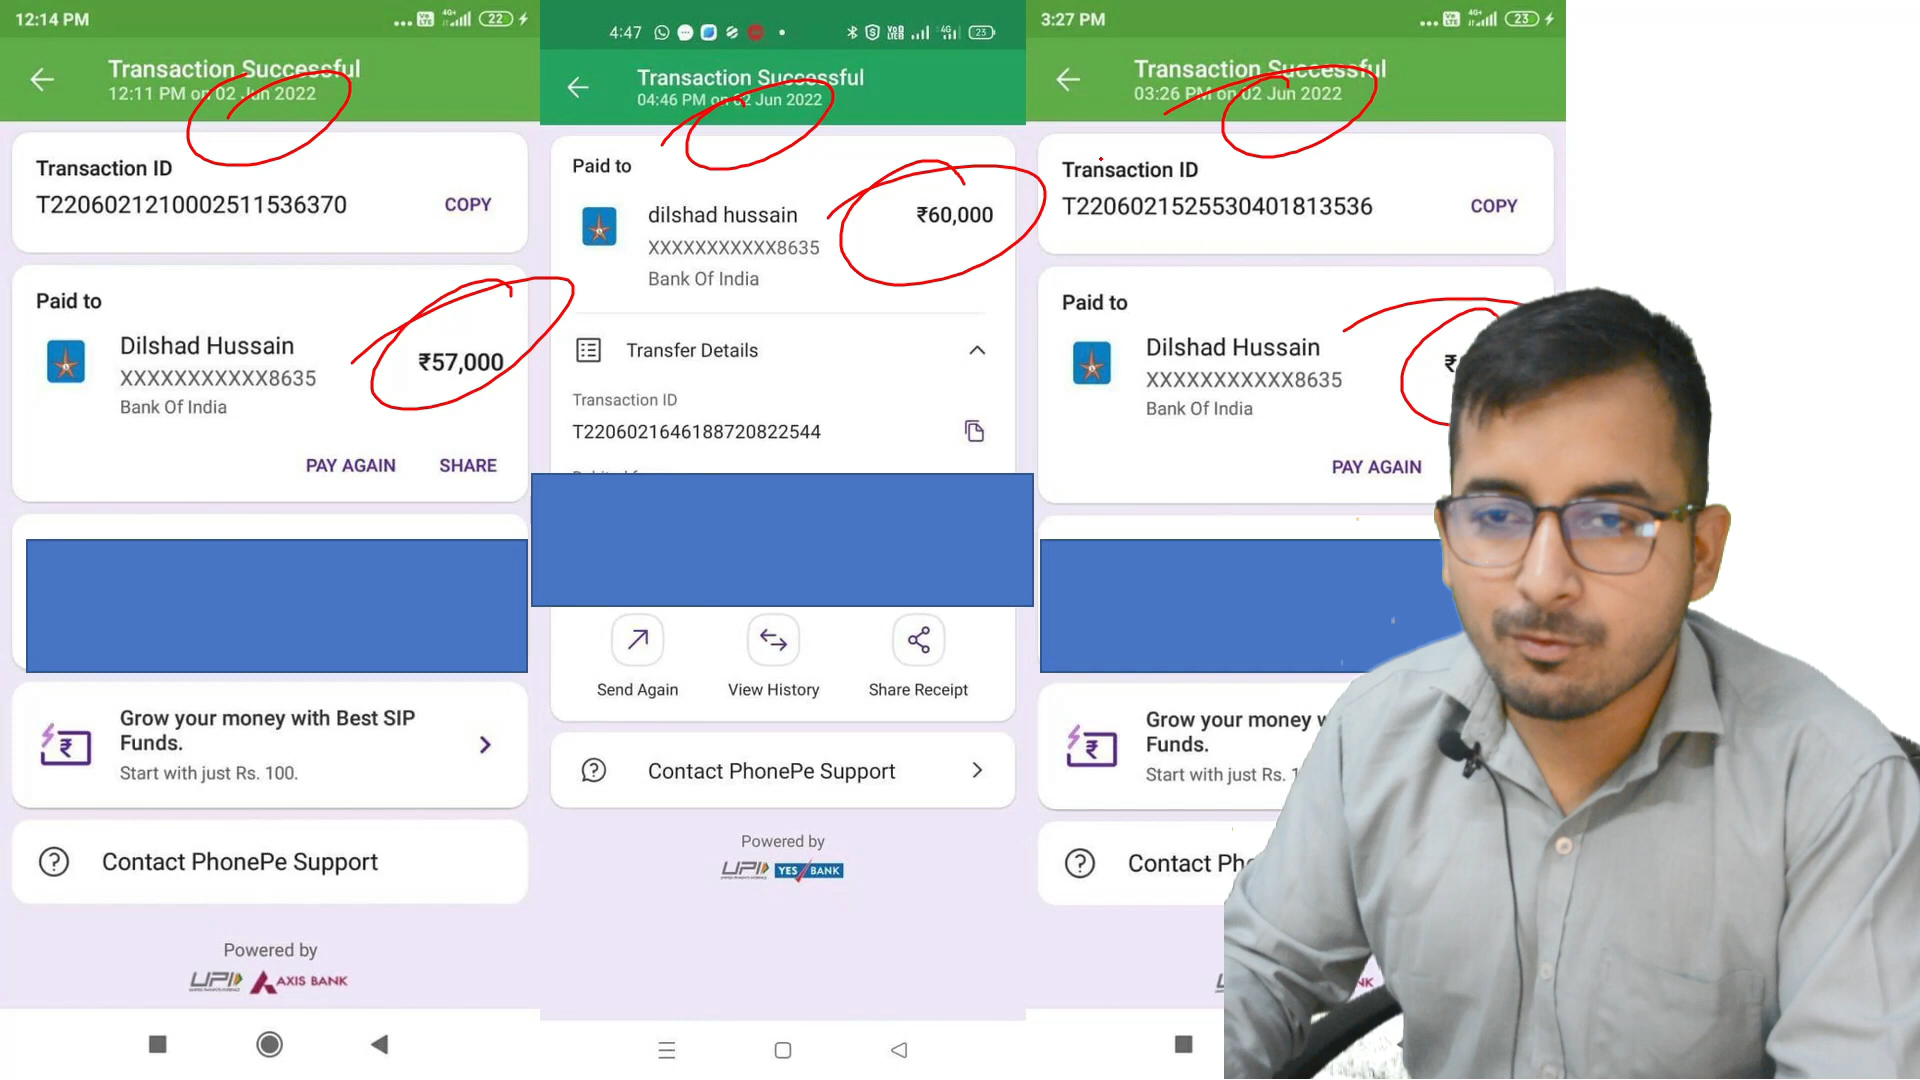 12:14 PM
22
Transaction Successful
12:11 PM on 02 Jun 2022
Transaction ID
T2206021210002511536370
COPY
Paid to
Dilshad Hussain
₹57,000
XXXXXXXXXXX8635
Bank Of India
PAY AGAIN
SHARE
Grow your money with Best SIP
Funds.
Start with just Rs. 100.
Contact PhonePe Support
Powered by
UPI AXIS BANK
4:47
23
Transaction Successful
04:46 PM on 02 Jun 2022
Paid to
dilshad hussain
₹60,000
XXXXXXXXXXX8635
Bank Of India
Transfer Details
Transaction ID
T2206021646188720822544
Send Again
View History
Share Receipt
Contact PhonePe Support
Powered by
UPI YES BANK
3:27 PM
23
Transaction Successful
03:26 PM on 02 Jun 2022
Transaction ID
T2206021525530401813536
COPY
Paid to
Dilshad Hussain
₹
XXXXXXXXXXX8635
Bank Of India
PAY AGAIN
Grow your money
Funds.
Start with just Rs.
Contact